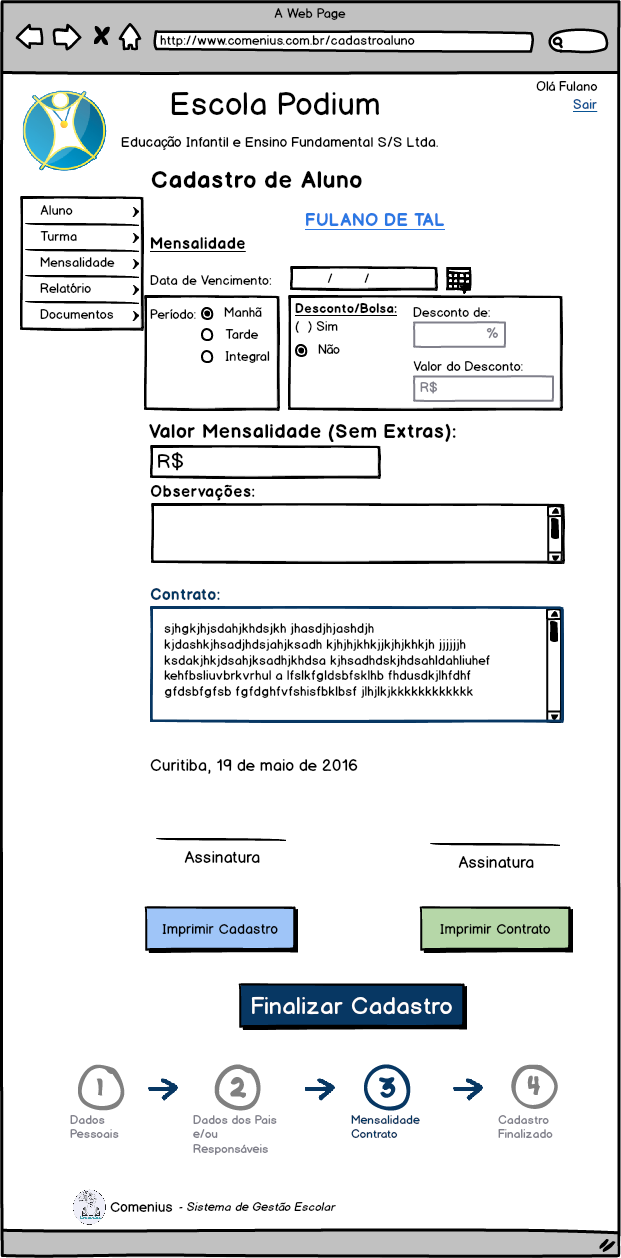 A Web Page
http://www.comenius.com.br/cadastroaluno
Olá Fulano
Sair
Escola Podium
Educação Infantil e Ensino Fundamental S/S Ltda.
Cadastro de Aluno
Aluno
Turma
Mensalidade
Relatório
Documentos
FULANO DE TAL
Mensalidade
Data de Vencimento: / /
Período: Manhã
Tarde
Integral
Desconto/Bolsa:
( ) Sim
Não
Desconto de:
%
Valor do Desconto:
R$
Valor Mensalidade (Sem Extras):
R$
Observações:
Contrato:
sjhgkjhjsdahjkhdsjkh jhasdjhjashdjh
kjdashkjhsadjhdsjahjksadh kjhjhjkhkjjkjhjkhkjh jjjjjjh
ksdakjhkjdsahjksadhjkhdsa kjhsadhdskjhdsahldahliuhef
kehfbsliuvbrkvrhul a lfslkfgldsbfsklhb fhdusdkjlhfdhf
gfdsbfgfsb fgfdghfvfshisfbklbsf jlhjlkjkkkkkkkkkkkk
Curitiba, 19 de maio de 2016
Assinatura
Assinatura
Imprimir Cadastro
Imprimir Contrato
Finalizar Cadastro
1
Dados
Pessoais
2
Dados dos Pais
e/ou
Responsáveis
3
Mensalidade
Contrato
4
Cadastro
Finalizado
Comenius - Sistema de Gestão Escolar